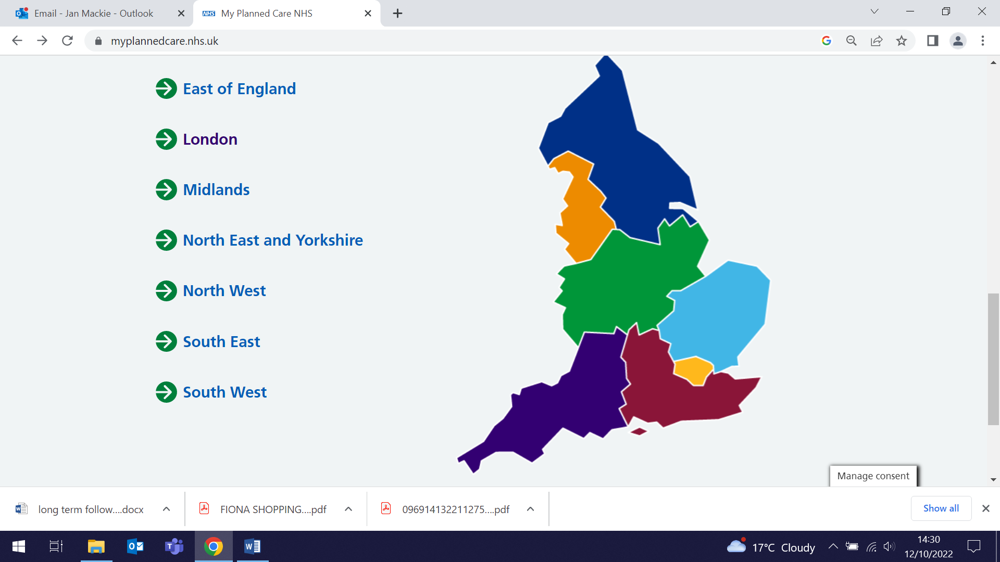 Email - Jan Mackie - Outlook
NHS My Planned Care NHS
myplannedcare.nhs.uk
East of England
London
Midlands
North East and Yorkshire
North West
South East
South West
Manage consent
long term follow....docx
FIONA SHOPPING....pdf
096914132211275....pdf
Show all
17°C Cloudy
14:30
12/10/2022